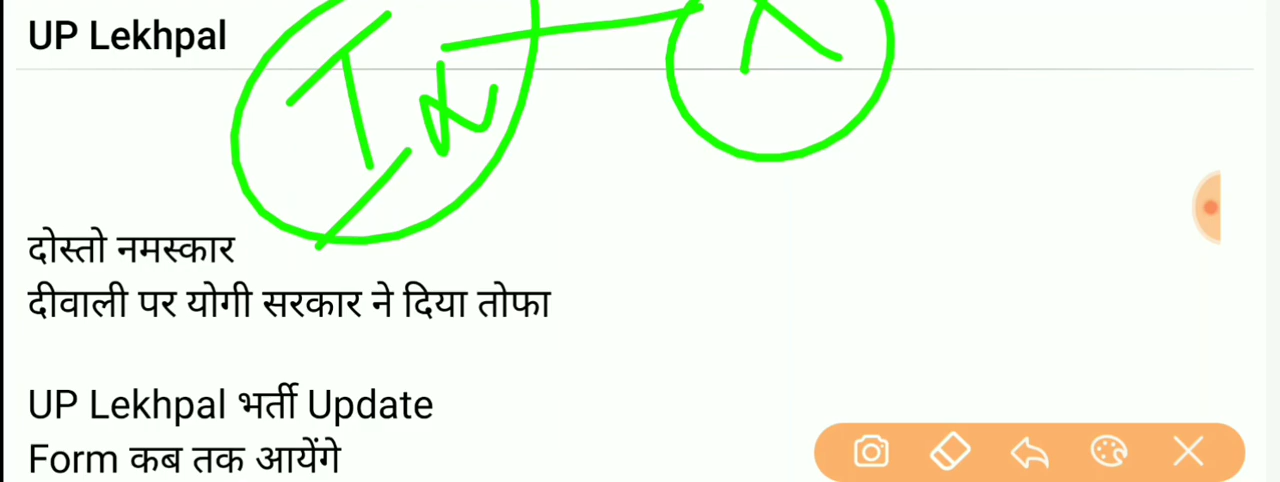 UP Lekhpal
दोस्तो नमस्कार
दीवाली पर योगी सरकार ने दिया तोफा
UP Lekhpal भर्ती Update
Form कब तक आयेंगे